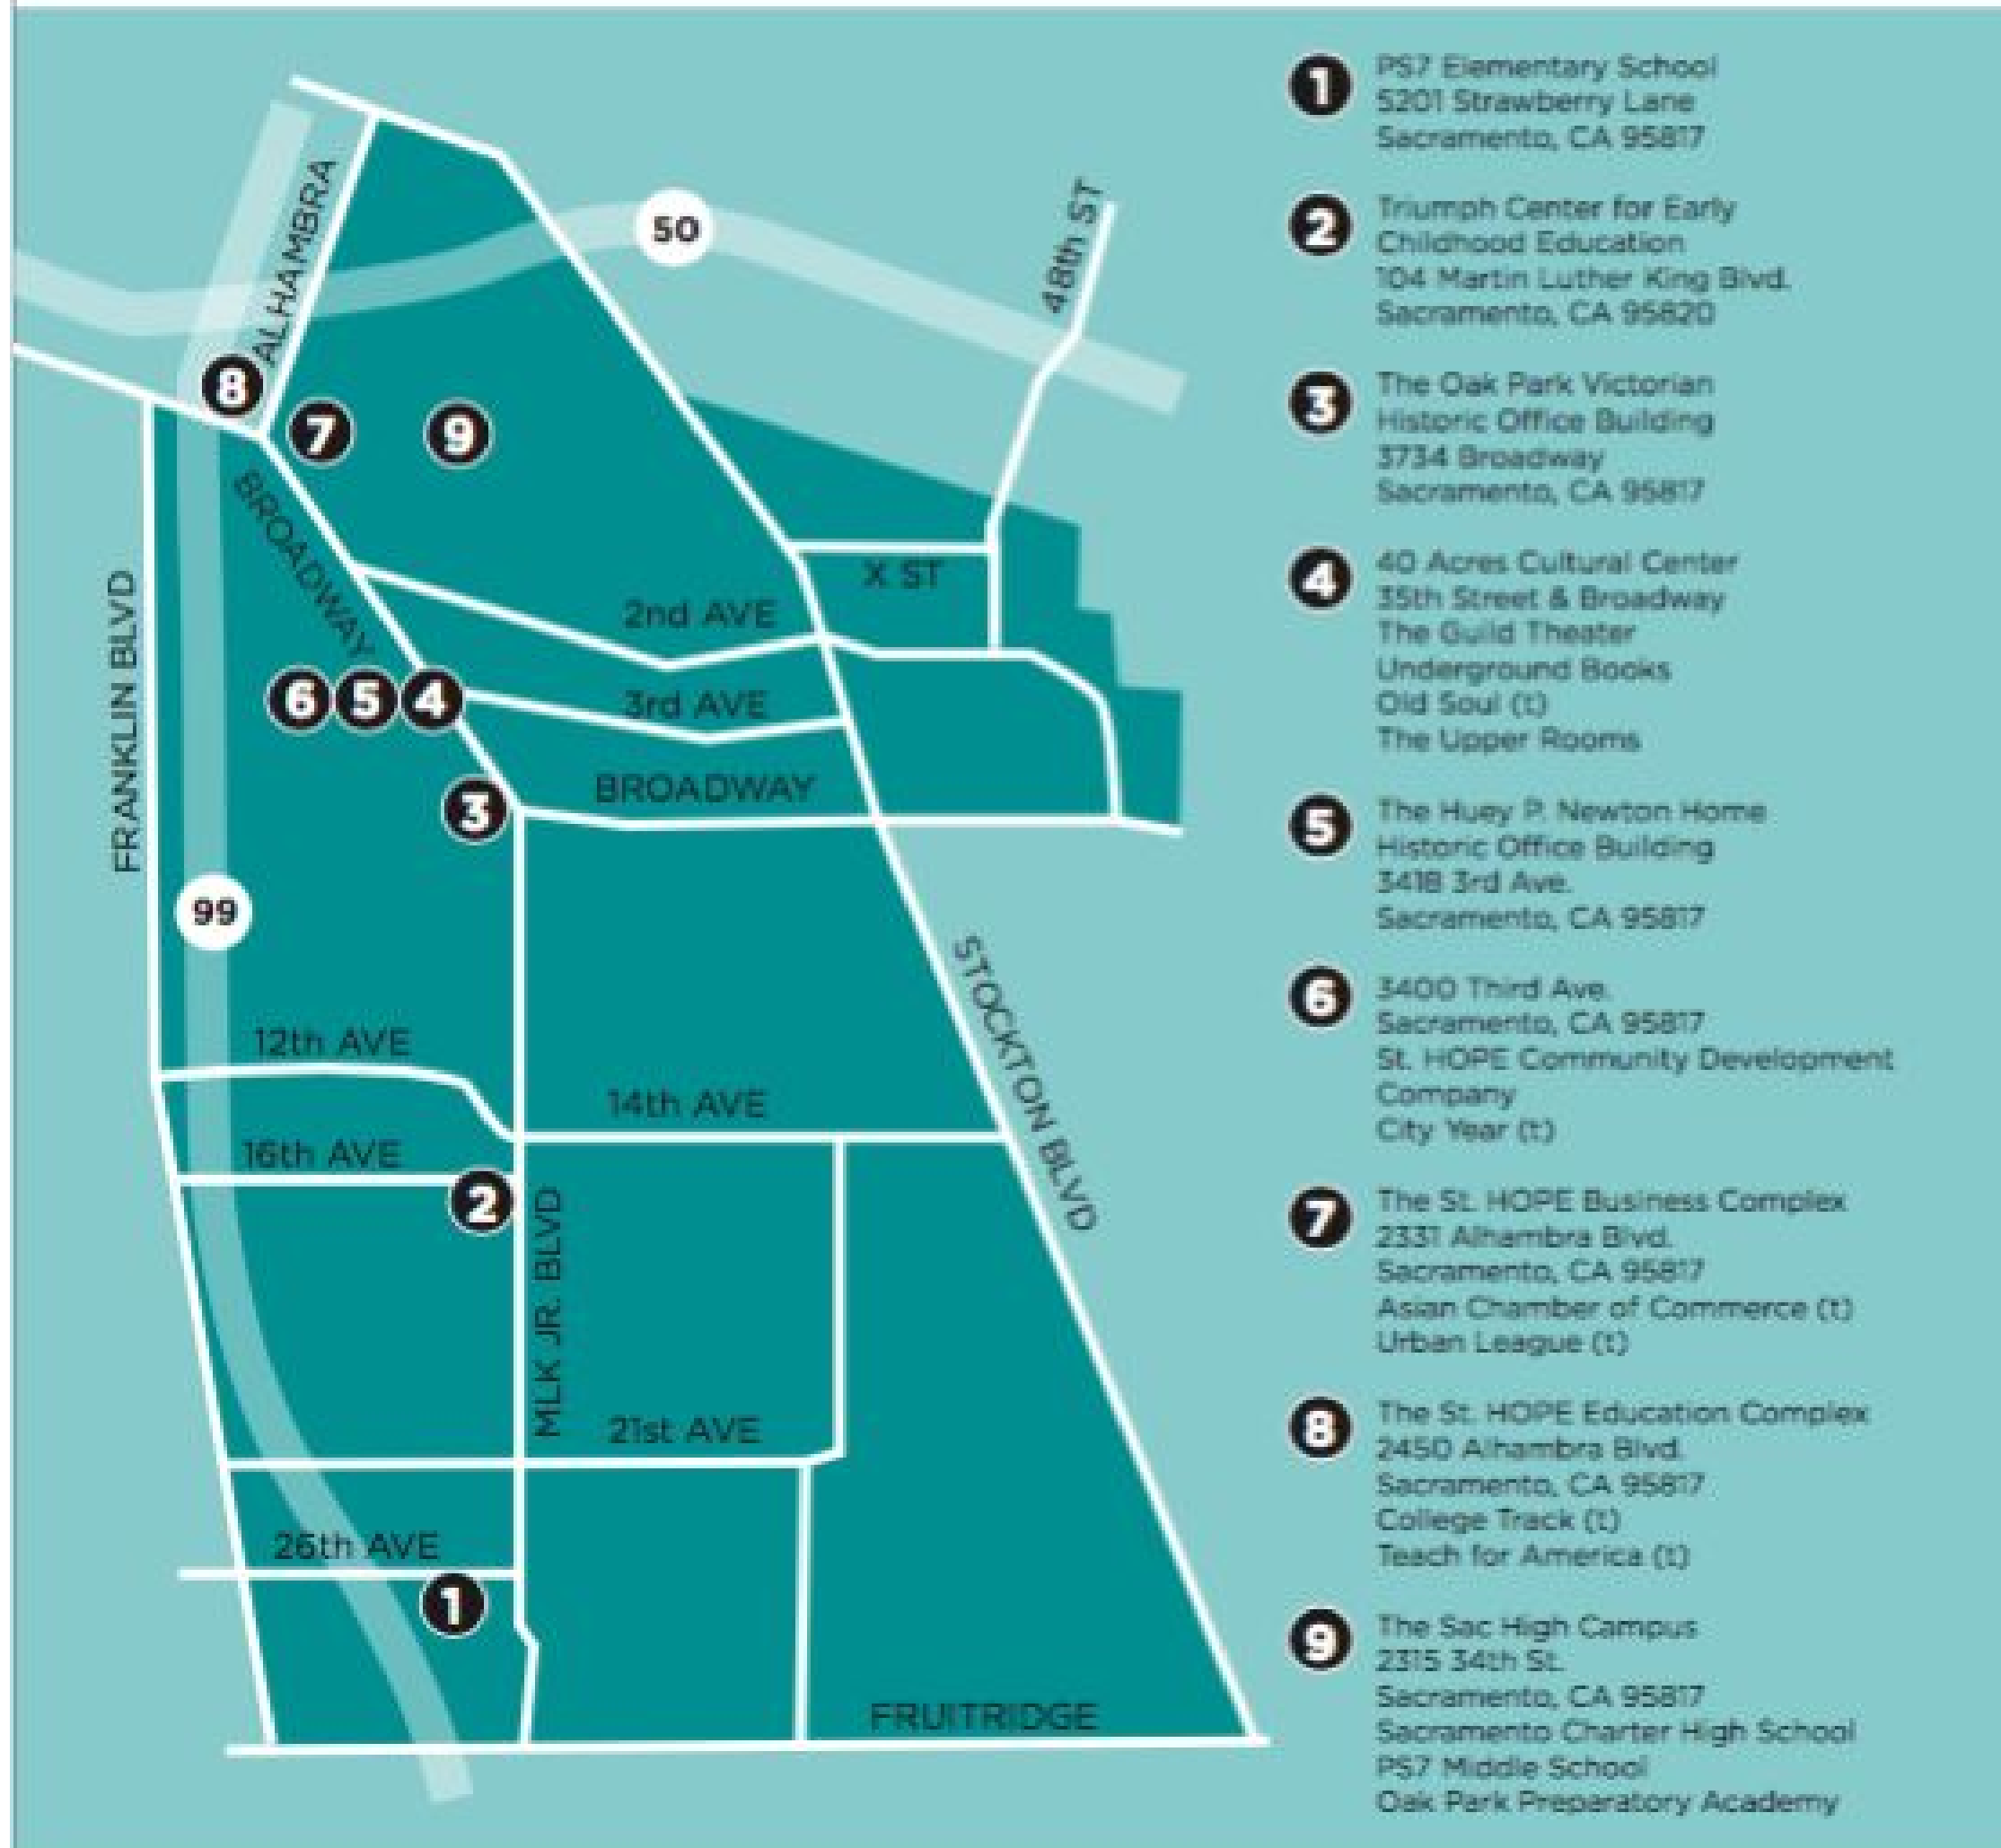 50
48th ST
ALHAMBRA
8
7
9
BROADWAY
X ST
2nd AVE
FRANKLIN BLVD
6
5
4
3rd AVE
BROADWAY
3
99
STOCKTON BLVD
12th AVE
14th AVE
16th AVE
2
MLK JR. BLVD
21st AVE
26th AVE
1
FRUITRIDGE
1
PS7 Elementary School
5201 Strawberry Lane
Sacramento, CA 95817
2
Triumph Center for Early
Childhood Education
104 Martin Luther King Blvd.
Sacramento, CA 95820
3
The Oak Park Victorian
Historic Office Building
3734 Broadway
Sacramento, CA 95817
4
40 Acres Cultural Center
35th Street & Broadway
The Guild Theater
Underground Books
Old Soul (t)
The Upper Rooms
5
The Huey P. Newton Home
Historic Office Building
3418 3rd Ave.
Sacramento, CA 95817
6
3400 Third Ave.
Sacramento, CA 95817
St. HOPE Community Development
Company
City Year (t)
7
The St. HOPE Business Complex
2331 Alhambra Blvd.
Sacramento, CA 95817
Asian Chamber of Commerce (t)
Urban League (t)
8
The St. HOPE Education Complex
2450 Alhambra Blvd.
Sacramento, CA 95817
College Track (t)
Teach for America (t)
9
The Sac High Campus
2315 34th St.
Sacramento, CA 95817
Sacramento Charter High School
PS7 Middle School
Oak Park Preparatory Academy